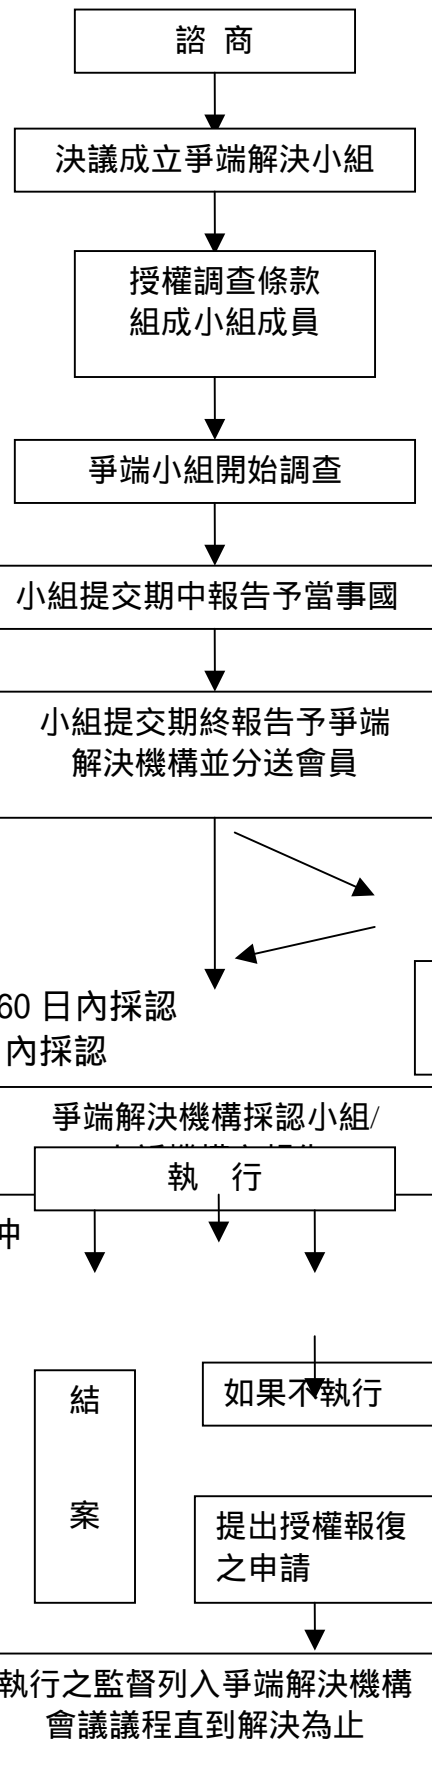 諮 商
決議成立爭端解決小組
授權調查條款
組成小組成員
爭端小組開始調查
小組提交期中報告予當事國
小組提交期終報告予爭端
解決機構並分送會員
60 日內採認
內採認
爭端解決機構採認小組/
執 行
結
案
如果不執行
提出授權報復
之申請
執行之監督列入爭端解決機構
會議議程直到解決為止